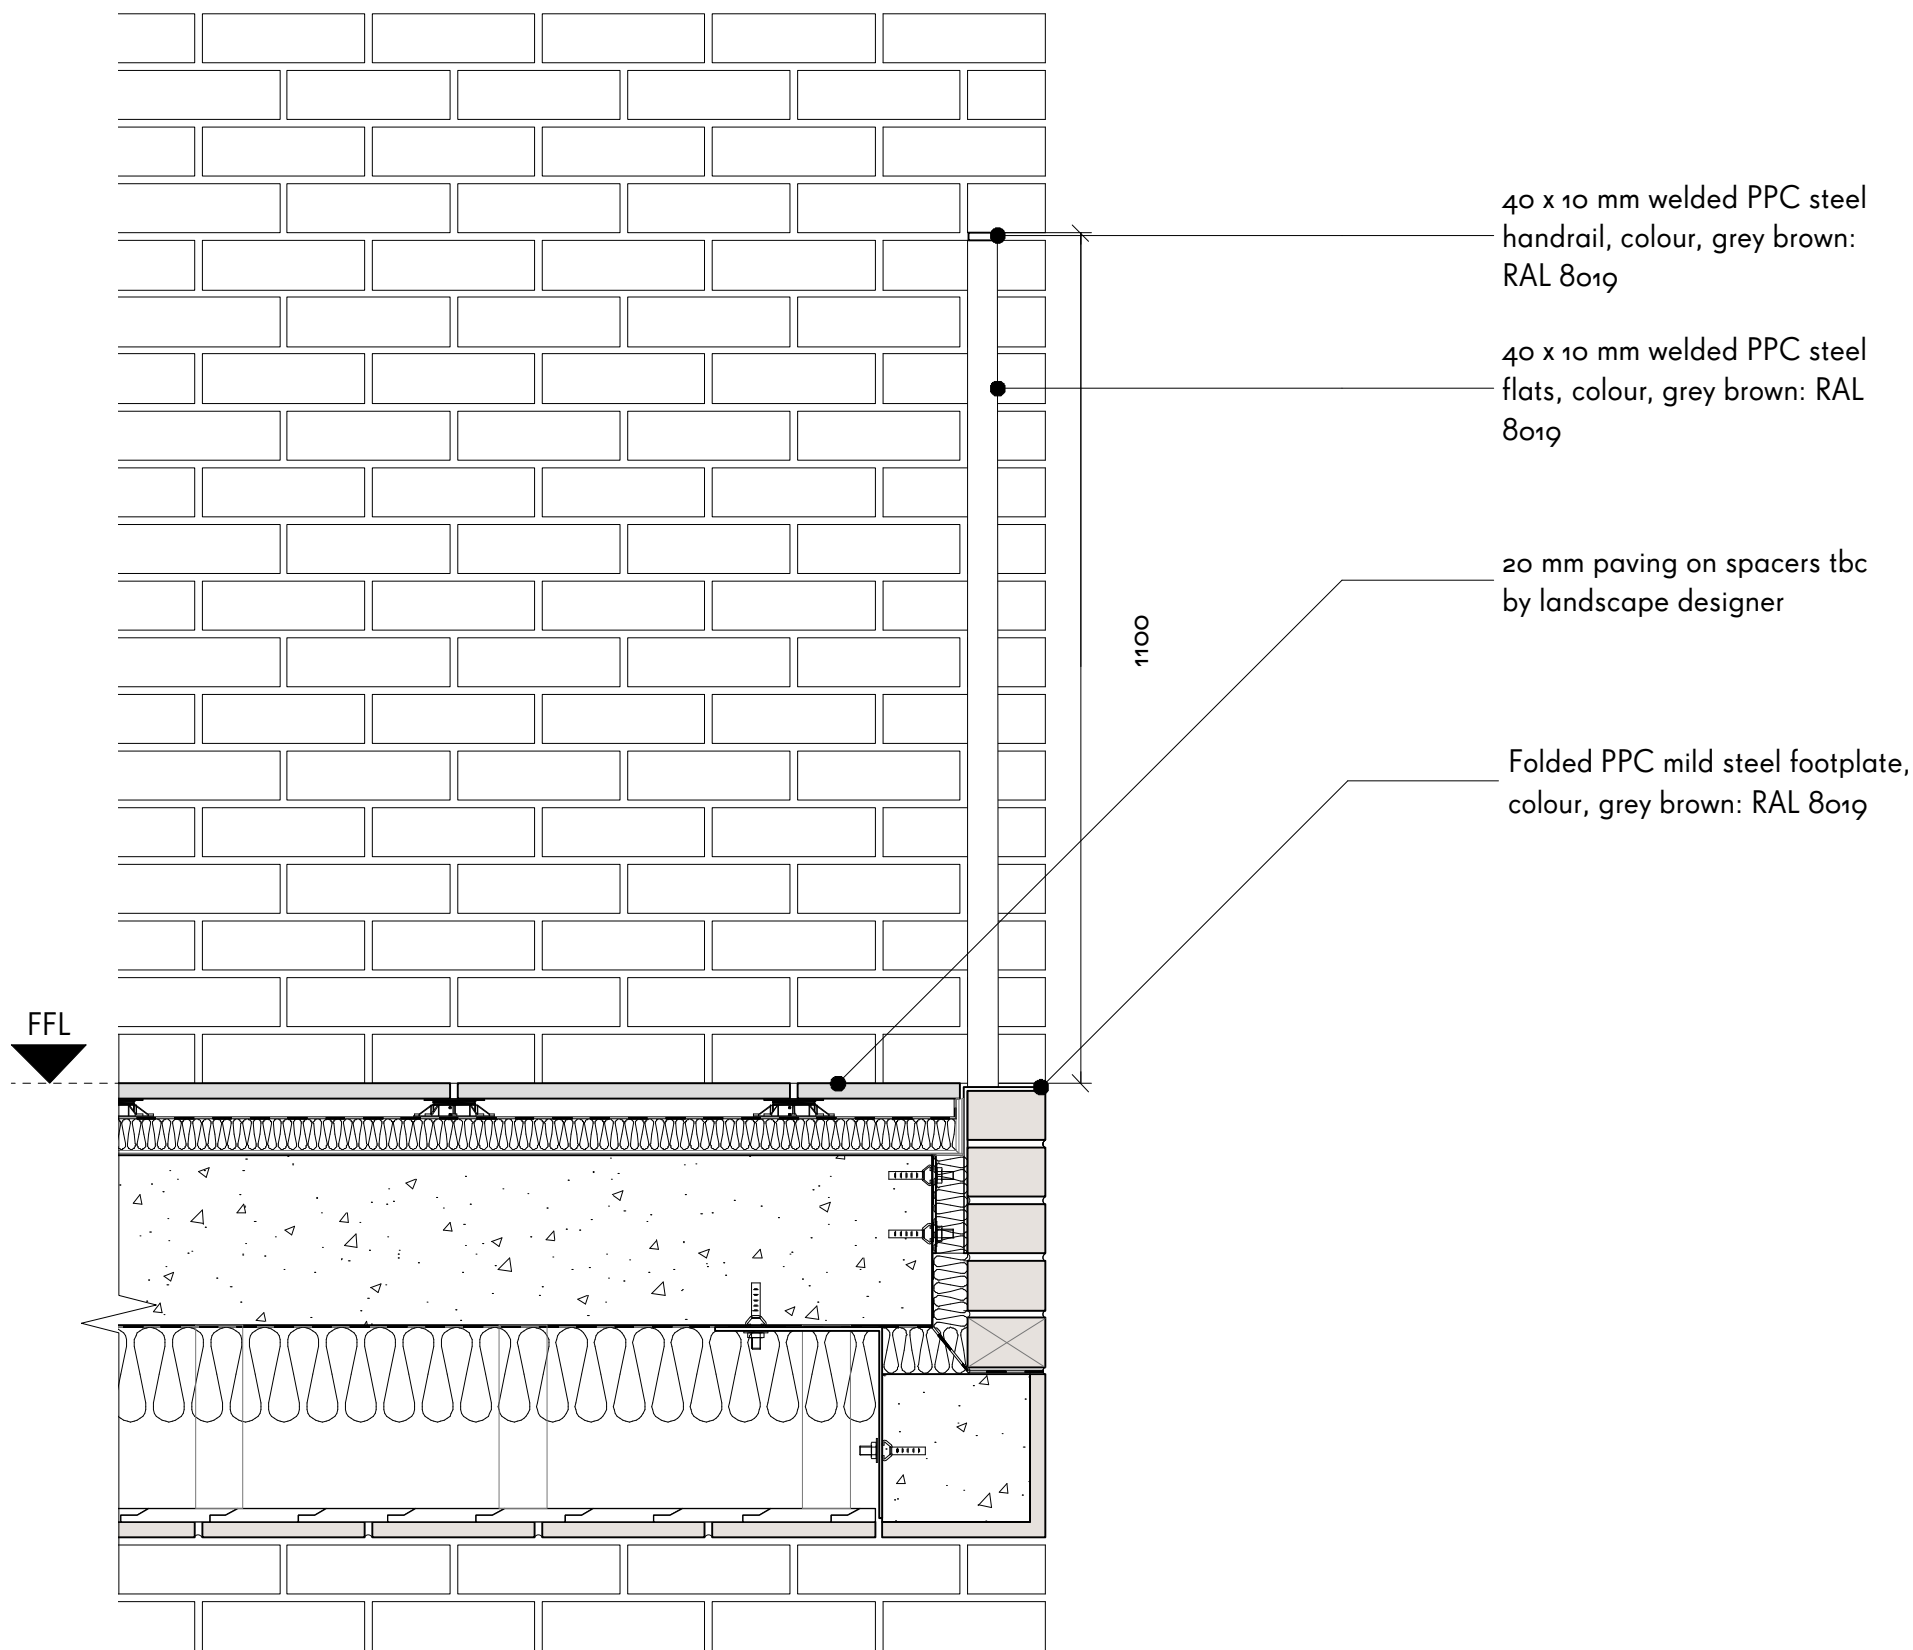 40 x 10 mm welded PPC steel
handrail, colour, grey brown:
RAL 8019
40 x 10 mm welded PPC steel
flats, colour, grey brown: RAL
8019
20 mm paving on spacers tbc
by landscape designer
1100
Folded PPC mild steel footplate,
colour, grey brown: RAL 8019
FFL